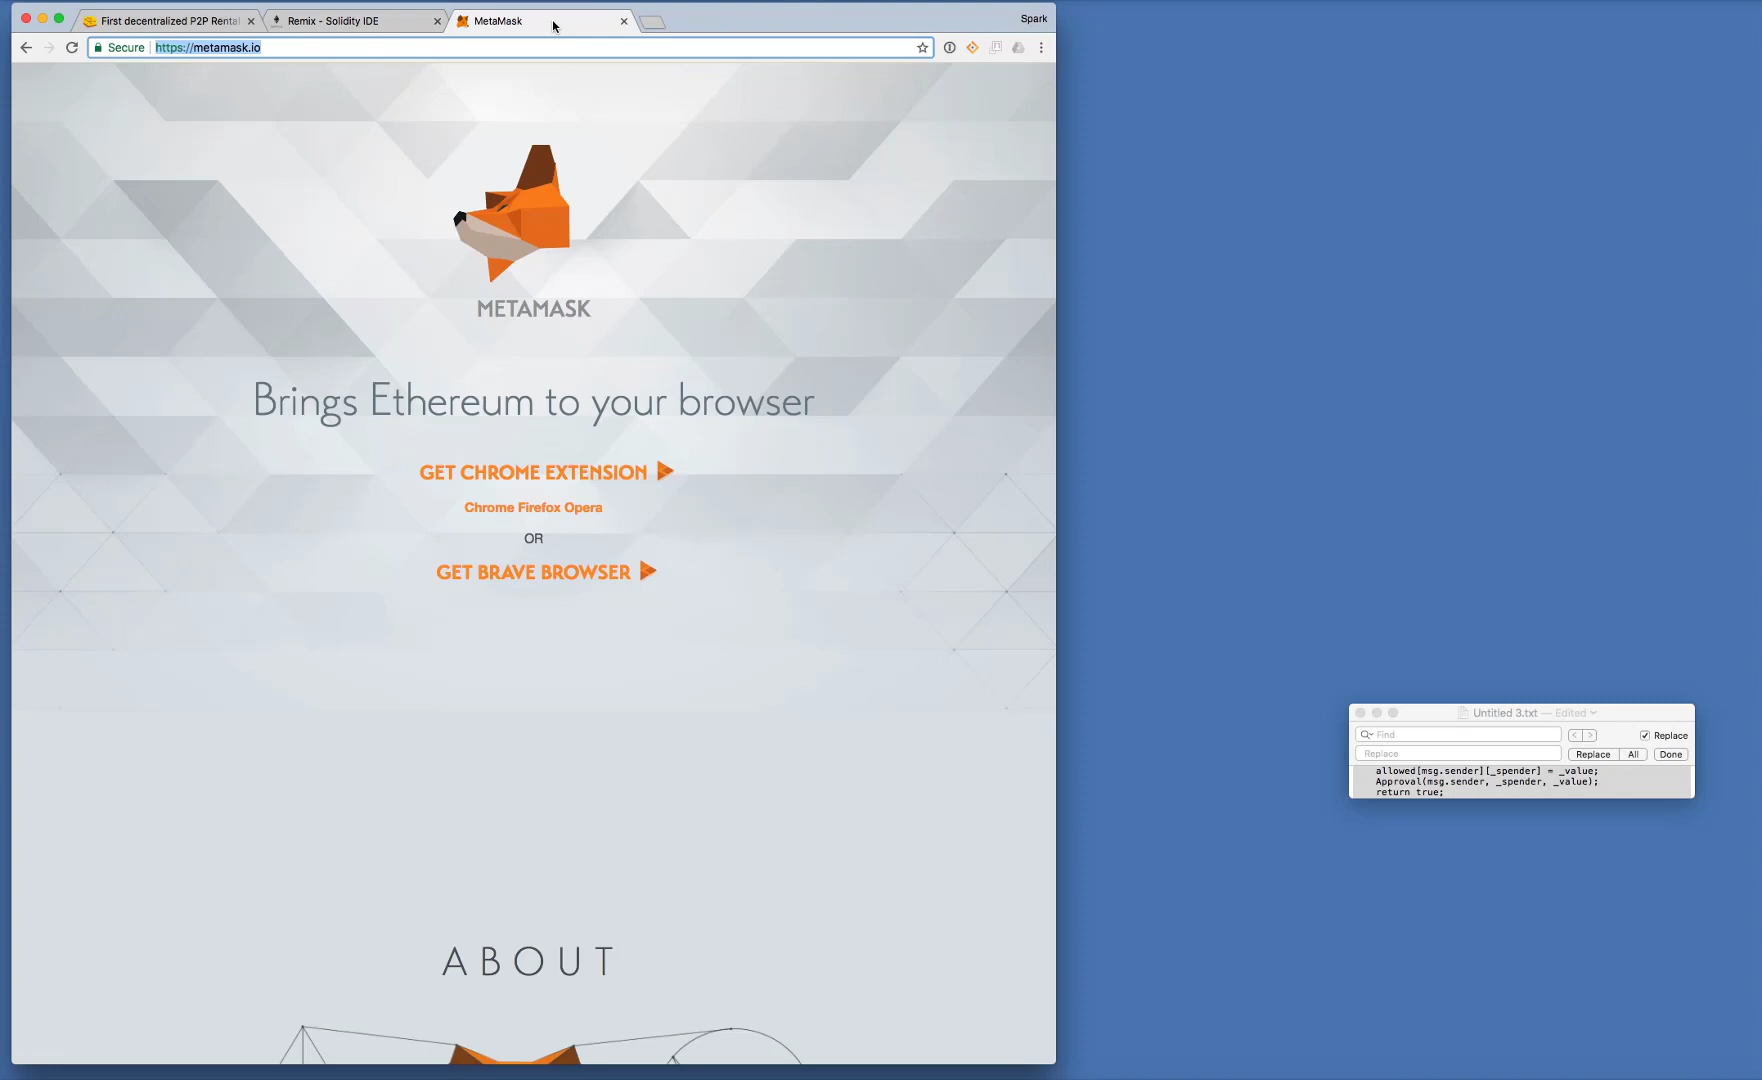 First decentralized P2P Renta
Remix - Solidity IDE
MetaMask
Spark
Secure
https://metamask.io
METAMASK
Brings Ethereum to your browser
GET CHROME EXTENSION
Chrome Firefox Opera
OR
GET BRAVE BROWSER
ABOUT
Untitled 3.txt — Edited
Find
Replace
Replace
Replace
All
Done
allowed[msg.sender][_spender] = _value;
Approval(msg.sender, _spender, _value);
return true;